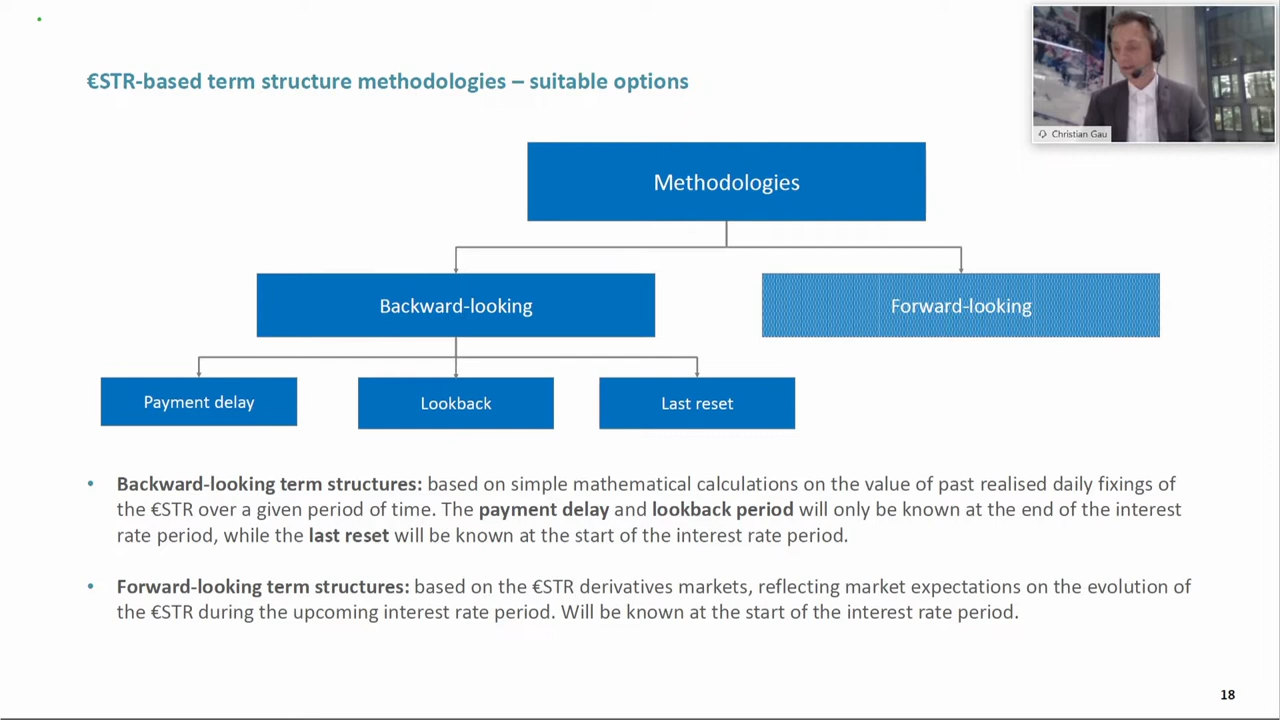 €STR-based term structure methodologies – suitable options
Christian Gau
Methodologies
Backward-looking
Forward-looking
Payment delay
Lookback
Last reset
• Backward-looking term structures: based on simple mathematical calculations on the value of past realised daily fixings of
the €STR over a given period of time. The payment delay and lookback period will only be known at the end of the interest
rate period, while the last reset will be known at the start of the interest rate period.
• Forward-looking term structures: based on the €STR derivatives markets, reflecting market expectations on the evolution of
the €STR during the upcoming interest rate period. Will be known at the start of the interest rate period.
18